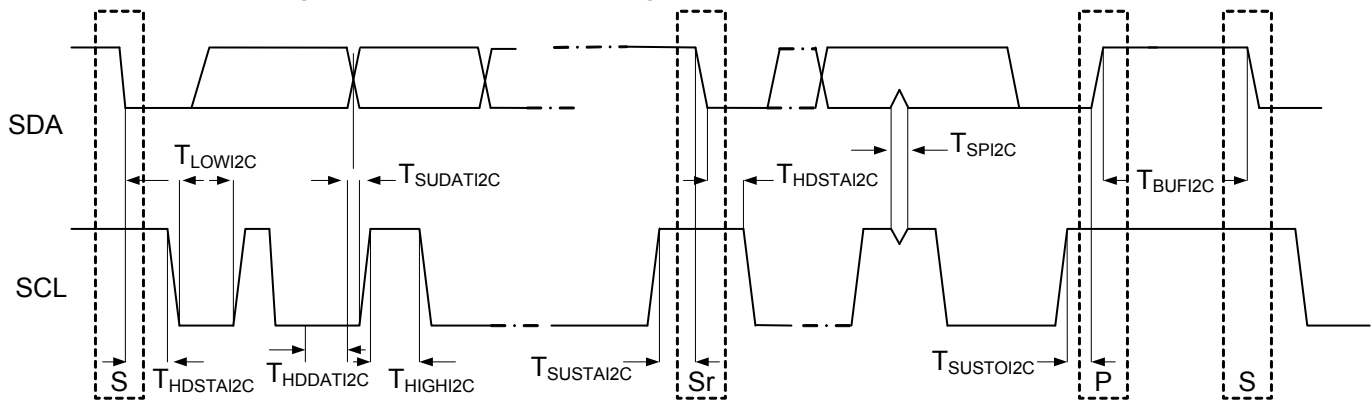 SDA
T_LOWI2C
T_SUDATI2C
T_HDSTAI2C
T_SPI2C
T_BUFI2C
SCL
S
T_HDSTAI2C
T_HDDATI2C
T_HIGHI2C
T_SUSTAI2C
Sr
T_SUSTOI2C
P
S